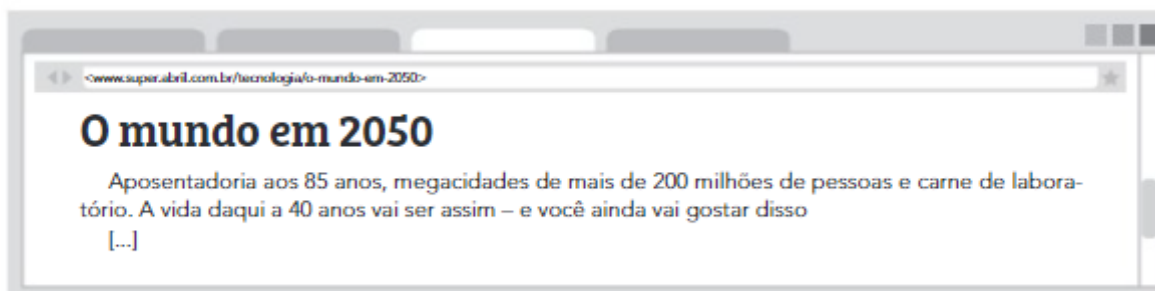 <www.super.abril.com.br/tecnologia/o-mundo-em-2050>
O mundo em 2050
Aposentadoria aos 85 anos, megacidades de mais de 200 milhões de pessoas e carne de labora-
tório. A vida daqui a 40 anos vai ser assim – e você ainda vai gostar disso
[...]